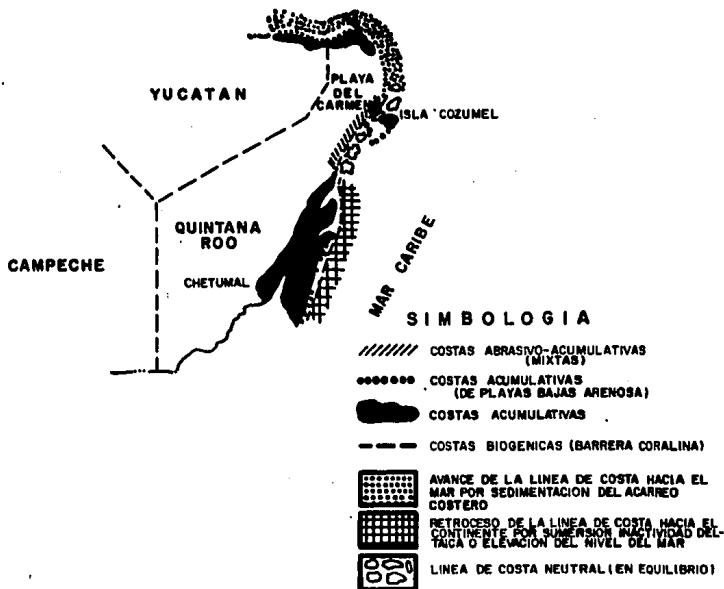 YUCATAN
PLAYA
DEL
CARMEN
ISLA COZUMEL
QUINTANA
ROO
CAMPECHE
CHETUMAL
MAR CARIBE
SIMBOLOGIA
COSTAS ABRASIVO-ACUMULATIVAS
(MIXTAS)
COSTAS ACUMULATIVAS
(DE PLAYAS BAJAS ARENOSA)
COSTAS ACUMULATIVAS
COSTAS BIOGENICAS (BARRERA CORALINA)
AVANCE DE LA LINEA DE COSTA HACIA EL
MAR POR SEDIMENTACION DEL ACARREO
COSTERO
RETROCESO DE LA LINEA DE COSTA HACIA EL
CONTINENTE POR SUMERSION INACTIVIDAD DEL-
TAICA O ELEVACION DEL NIVEL DEL MAR
LINEA DE COSTA NEUTRAL (EN EQUILIBRIO)